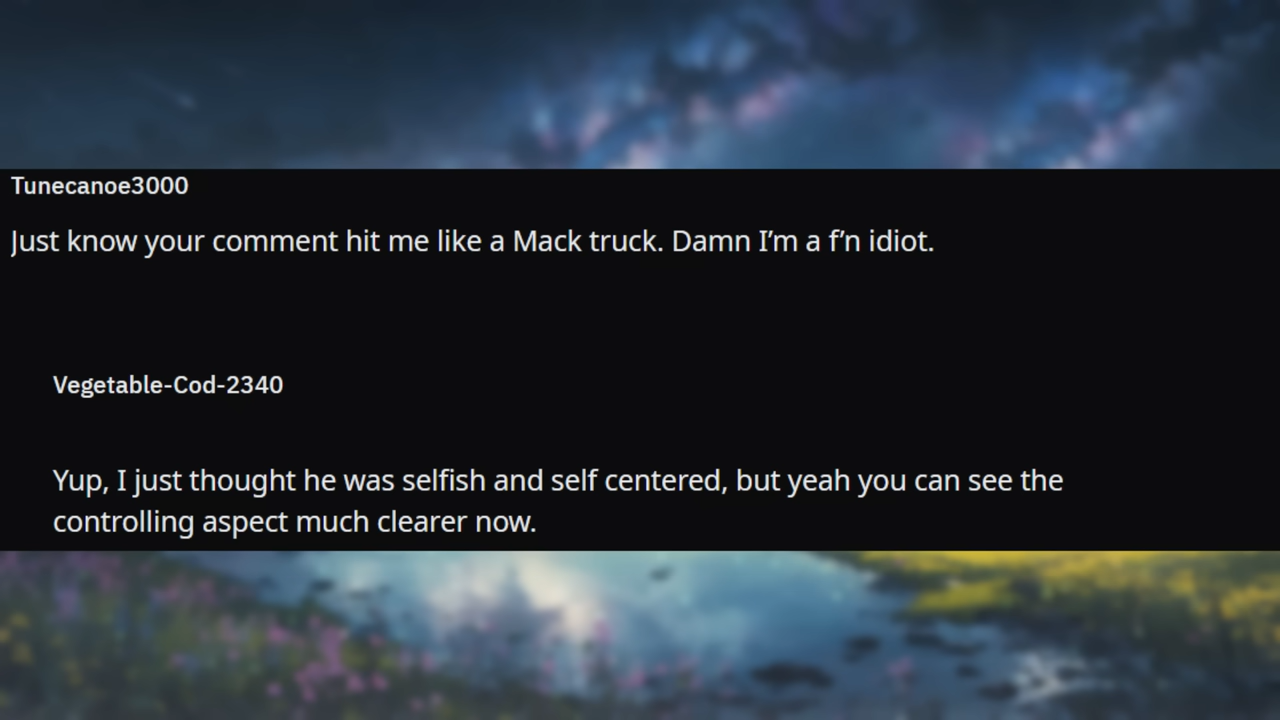 Tunecanoe3000
Just know your comment hit me like a Mack truck. Damn I’m a f’n idiot.
Vegetable-Cod-2340
Yup, I just thought he was selfish and self centered, but yeah you can see the
controlling aspect much clearer now.